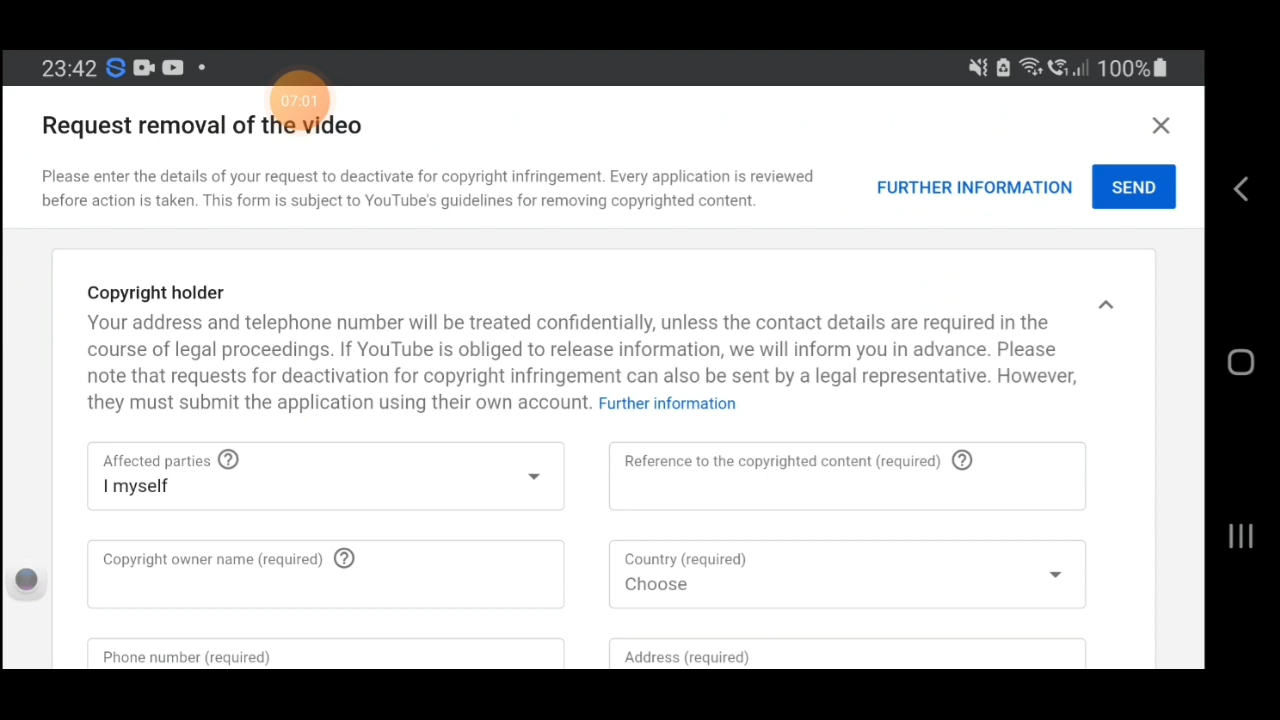 23:42
100%
07:01
Request removal of the video
Please enter the details of your request to deactivate for copyright infringement. Every application is reviewed
before action is taken. This form is subject to YouTube's guidelines for removing copyrighted content.
FURTHER INFORMATION
SEND
Copyright holder
Your address and telephone number will be treated confidentially, unless the contact details are required in the
course of legal proceedings. If YouTube is obliged to release information, we will inform you in advance. Please
note that requests for deactivation for copyright infringement can also be sent by a legal representative. However,
they must submit the application using their own account. Further information
Affected parties
I myself
Reference to the copyrighted content (required)
Copyright owner name (required)
Country (required)
Choose
Phone number (required)
Address (required)